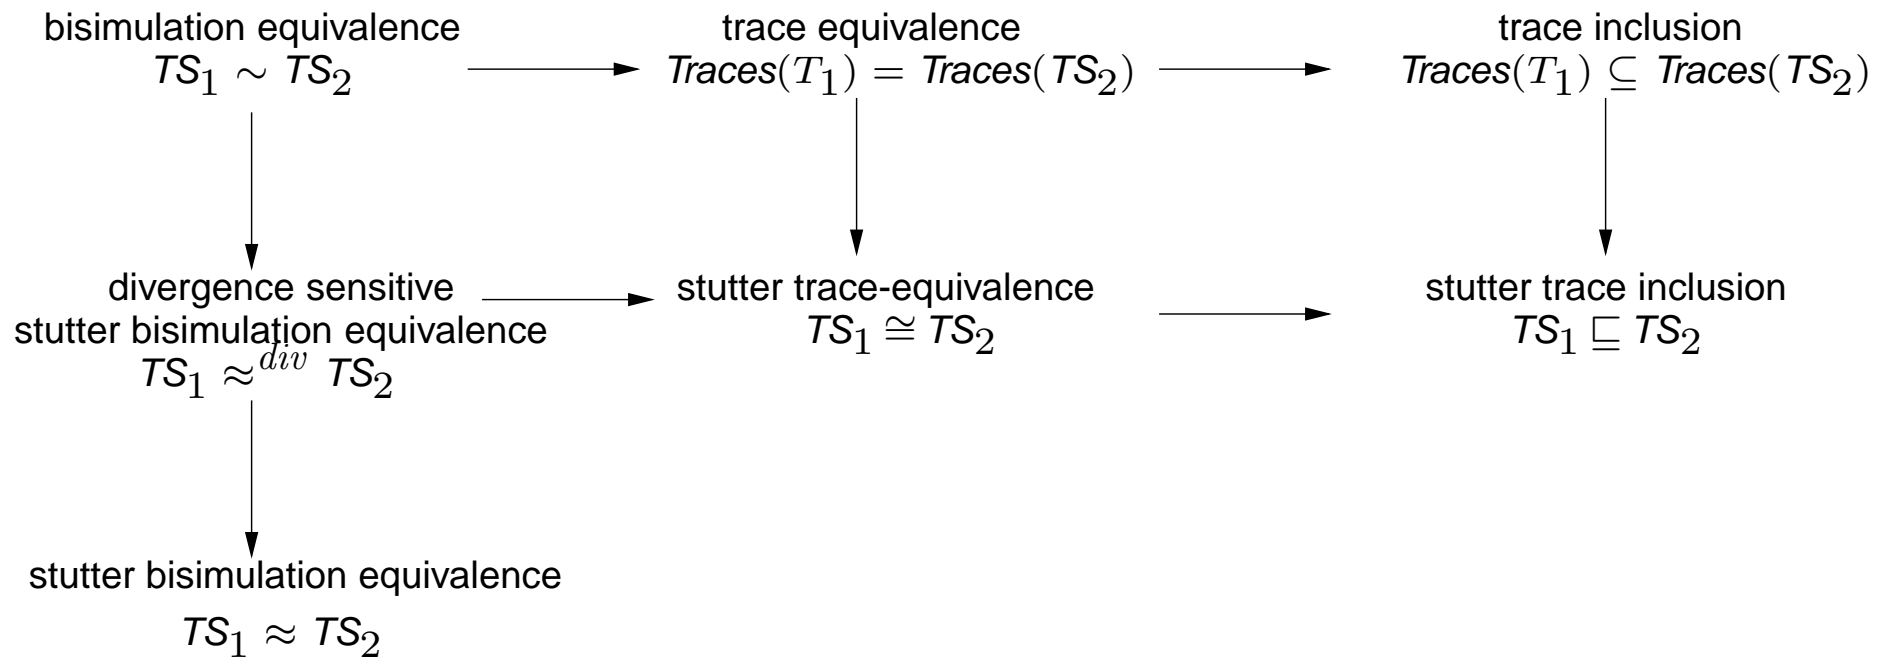 bisimulation equivalence
TS₁ ∼ TS₂
trace equivalence
Traces(T₁) = Traces(TS₂)
trace inclusion
Traces(T₁) ⊆ Traces(TS₂)
divergence sensitive
stutter bisimulation equivalence
TS₁ ≈ᵈⁱᵛ TS₂
stutter trace-equivalence
TS₁ ≅ TS₂
stutter trace inclusion
TS₁ ⊑ TS₂
stutter bisimulation equivalence
TS₁ ≈ TS₂